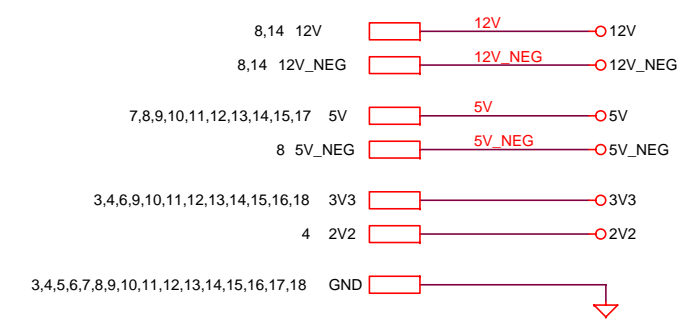 8,14 12V 12V 12V
8,14 12V_NEG 12V_NEG 12V_NEG
7,8,9,10,11,12,13,14,15,17 5V 5V 5V
8 5V_NEG 5V_NEG 5V_NEG
3,4,6,9,10,11,12,13,14,15,16,18 3V3 3V3
4 2V2 2V2
3,4,5,6,7,8,9,10,11,12,13,14,15,16,17,18 GND